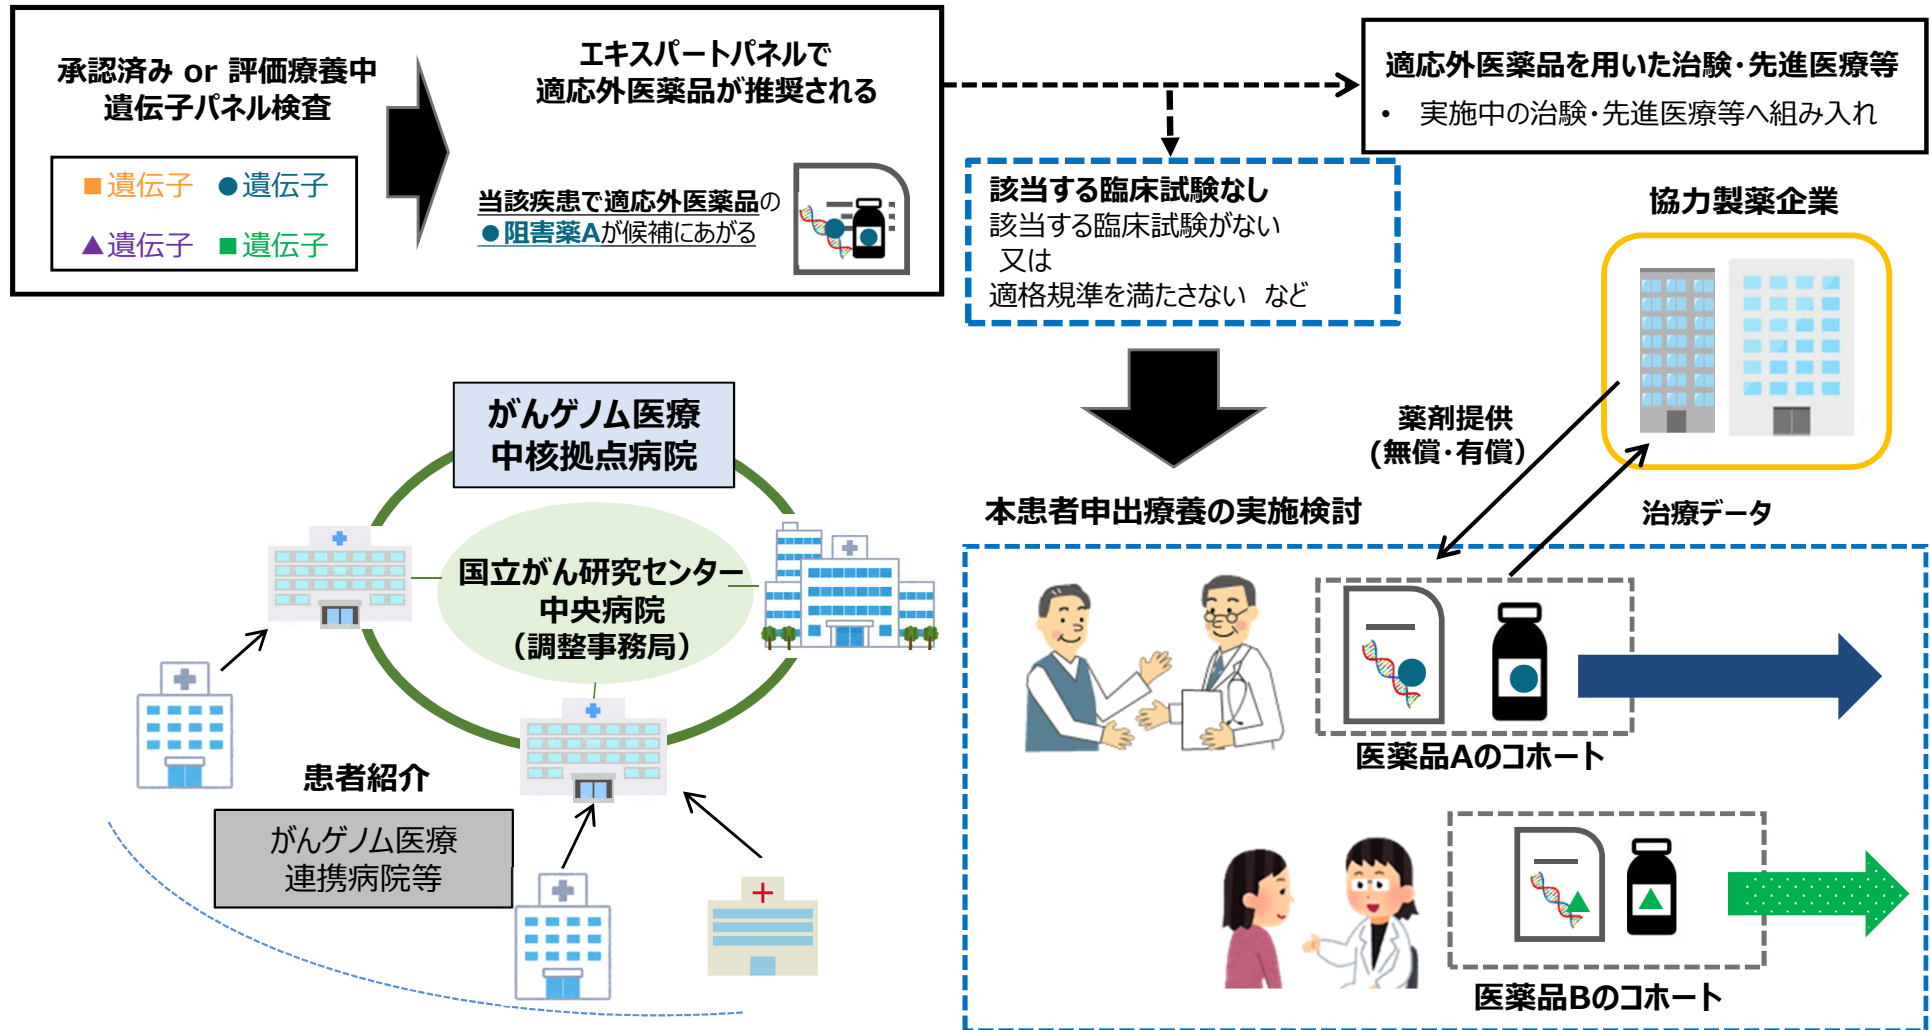 承認済み or 評価療養中
遺伝子パネル検査
■遺伝子 ●遺伝子
▲遺伝子 ■遺伝子
エキスパートパネルで
適応外医薬品が推奨される
当該疾患で適応外医薬品の
●阻害薬Aが候補にあがる
適応外医薬品を用いた治験・先進医療等
• 実施中の治験・先進医療等へ組み入れ
該当する臨床試験なし
該当する臨床試験がない
又は
適格規準を満たさない など
協力製薬企業
薬剤提供
(無償・有償)
治療データ
がんゲノム医療
中核拠点病院
国立がん研究センター
中央病院
(調整事務局)
患者紹介
がんゲノム医療
連携病院等
本患者申出療養の実施検討
医薬品Aのコホート
医薬品Bのコホート